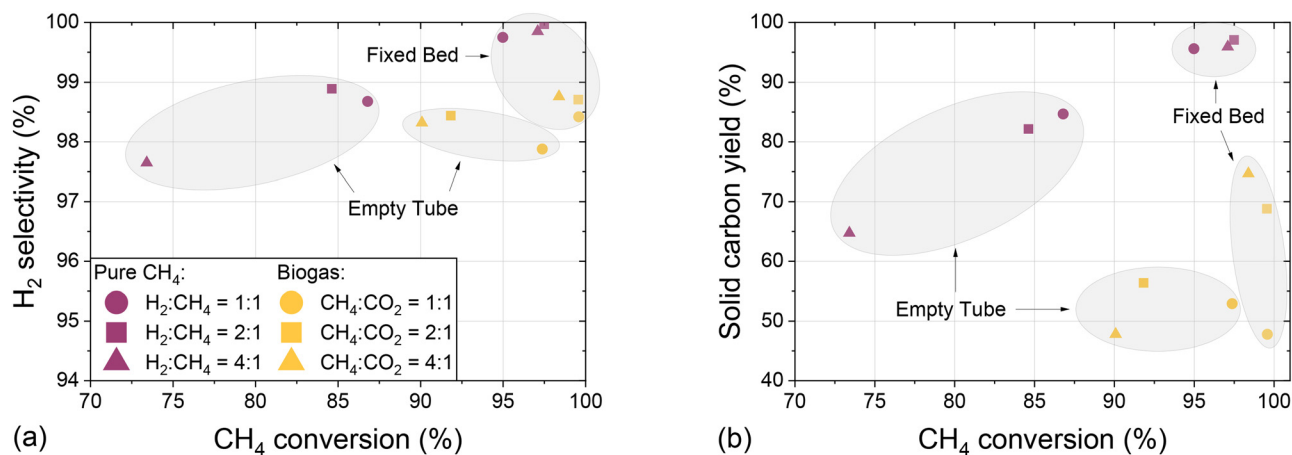 100
99
98
97
96
95
94
H₂ selectivity (%)
Fixed Bed
Empty Tube
Pure CH₄:
Biogas:
H₂:CH₄ = 1:1
CH₄:CO₂ = 1:1
H₂:CH₄ = 2:1
CH₄:CO₂ = 2:1
H₂:CH₄ = 4:1
CH₄:CO₂ = 4:1
70 75 80 85 90 95 100
(a)
CH₄ conversion (%)
100
90
80
70
60
50
40
Solid carbon yield (%)
Fixed Bed
Empty Tube
70 75 80 85 90 95 100
(b)
CH₄ conversion (%)